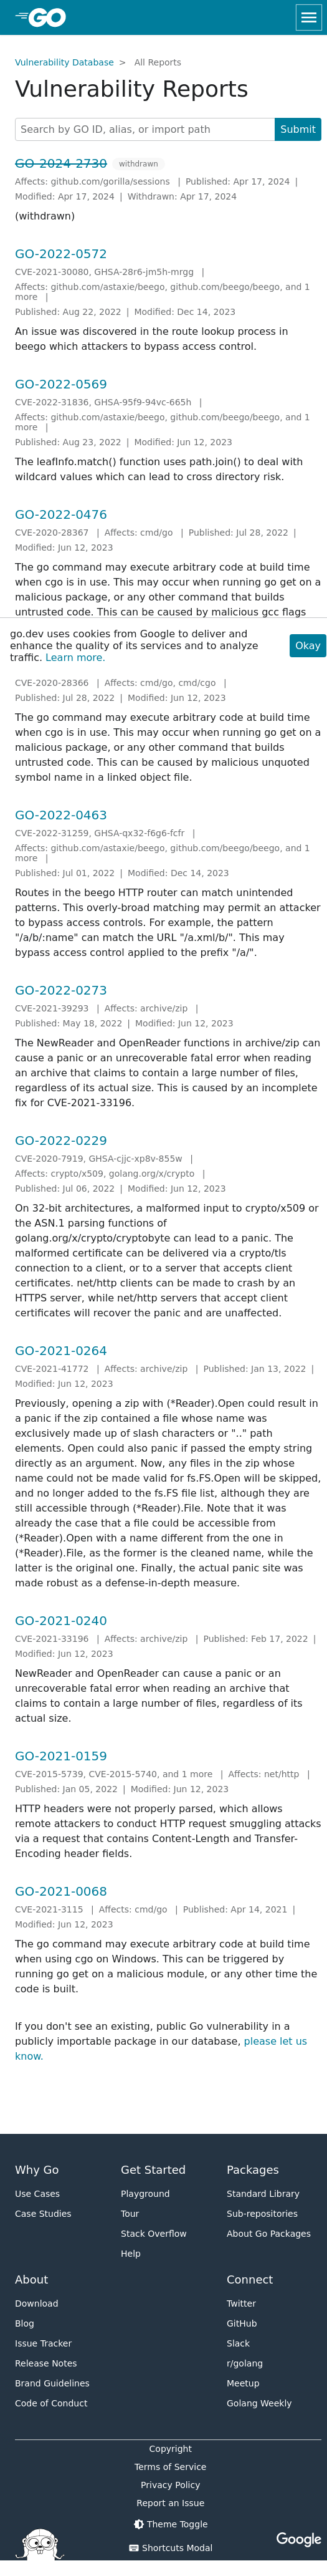 GO
Vulnerability Database > All Reports
Vulnerability Reports
Search by GO ID, alias, or import path
Submit
GO-2024-2730 withdrawn
Affects: github.com/gorilla/sessions | Published: Apr 17, 2024 |
Modified: Apr 17, 2024 | Withdrawn: Apr 17, 2024
(withdrawn)
GO-2022-0572
CVE-2021-30080, GHSA-28r6-jm5h-mrgg |
Affects: github.com/astaxie/beego, github.com/beego/beego, and 1
more |
Published: Aug 22, 2022 | Modified: Dec 14, 2023
An issue was discovered in the route lookup process in
beego which attackers to bypass access control.
GO-2022-0569
CVE-2022-31836, GHSA-95f9-94vc-665h |
Affects: github.com/astaxie/beego, github.com/beego/beego, and 1
more |
Published: Aug 23, 2022 | Modified: Jun 12, 2023
The leafInfo.match() function uses path.join() to deal with
wildcard values which can lead to cross directory risk.
GO-2022-0476
CVE-2020-28367 | Affects: cmd/go | Published: Jul 28, 2022 |
Modified: Jun 12, 2023
The go command may execute arbitrary code at build time
when cgo is in use. This may occur when running go get on a
malicious package, or any other command that builds
untrusted code. This can be caused by malicious gcc flags
go.dev uses cookies from Google to deliver and
enhance the quality of its services and to analyze
traffic. Learn more.
Okay
CVE-2020-28366 | Affects: cmd/go, cmd/cgo |
Published: Jul 28, 2022 | Modified: Jun 12, 2023
The go command may execute arbitrary code at build time
when cgo is in use. This may occur when running go get on a
malicious package, or any other command that builds
untrusted code. This can be caused by malicious unquoted
symbol name in a linked object file.
GO-2022-0463
CVE-2022-31259, GHSA-qx32-f6g6-fcfr |
Affects: github.com/astaxie/beego, github.com/beego/beego, and 1
more |
Published: Jul 01, 2022 | Modified: Dec 14, 2023
Routes in the beego HTTP router can match unintended
patterns. This overly-broad matching may permit an attacker
to bypass access controls. For example, the pattern
"/a/b/:name" can match the URL "/a.xml/b/". This may
bypass access control applied to the prefix "/a/".
GO-2022-0273
CVE-2021-39293 | Affects: archive/zip |
Published: May 18, 2022 | Modified: Jun 12, 2023
The NewReader and OpenReader functions in archive/zip can
cause a panic or an unrecoverable fatal error when reading
an archive that claims to contain a large number of files,
regardless of its actual size. This is caused by an incomplete
fix for CVE-2021-33196.
GO-2022-0229
CVE-2020-7919, GHSA-cjjc-xp8v-855w |
Affects: crypto/x509, golang.org/x/crypto |
Published: Jul 06, 2022 | Modified: Jun 12, 2023
On 32-bit architectures, a malformed input to crypto/x509 or
the ASN.1 parsing functions of
golang.org/x/crypto/cryptobyte can lead to a panic. The
malformed certificate can be delivered via a crypto/tls
connection to a client, or to a server that accepts client
certificates. net/http clients can be made to crash by an
HTTPS server, while net/http servers that accept client
certificates will recover the panic and are unaffected.
GO-2021-0264
CVE-2021-41772 | Affects: archive/zip | Published: Jan 13, 2022 |
Modified: Jun 12, 2023
Previously, opening a zip with (*Reader).Open could result in
a panic if the zip contained a file whose name was
exclusively made up of slash characters or ".." path
elements. Open could also panic if passed the empty string
directly as an argument. Now, any files in the zip whose
name could not be made valid for fs.FS.Open will be skipped,
and no longer added to the fs.FS file list, although they are
still accessible through (*Reader).File. Note that it was
already the case that a file could be accessible from
(*Reader).Open with a name different from the one in
(*Reader).File, as the former is the cleaned name, while the
latter is the original one. Finally, the actual panic site was
made robust as a defense-in-depth measure.
GO-2021-0240
CVE-2021-33196 | Affects: archive/zip | Published: Feb 17, 2022 |
Modified: Jun 12, 2023
NewReader and OpenReader can cause a panic or an
unrecoverable fatal error when reading an archive that
claims to contain a large number of files, regardless of its
actual size.
GO-2021-0159
CVE-2015-5739, CVE-2015-5740, and 1 more | Affects: net/http |
Published: Jan 05, 2022 | Modified: Jun 12, 2023
HTTP headers were not properly parsed, which allows
remote attackers to conduct HTTP request smuggling attacks
via a request that contains Content-Length and Transfer-
Encoding header fields.
GO-2021-0068
CVE-2021-3115 | Affects: cmd/go | Published: Apr 14, 2021 |
Modified: Jun 12, 2023
The go command may execute arbitrary code at build time
when using cgo on Windows. This can be triggered by
running go get on a malicious module, or any other time the
code is built.
If you don't see an existing, public Go vulnerability in a
publicly importable package in our database, please let us
know.
Why Go
Use Cases
Case Studies
Get Started
Playground
Tour
Stack Overflow
Help
Packages
Standard Library
Sub-repositories
About Go Packages
About
Download
Blog
Issue Tracker
Release Notes
Brand Guidelines
Code of Conduct
Connect
Twitter
GitHub
Slack
r/golang
Meetup
Golang Weekly
Copyright
Terms of Service
Privacy Policy
Report an Issue
Theme Toggle
Shortcuts Modal
Google